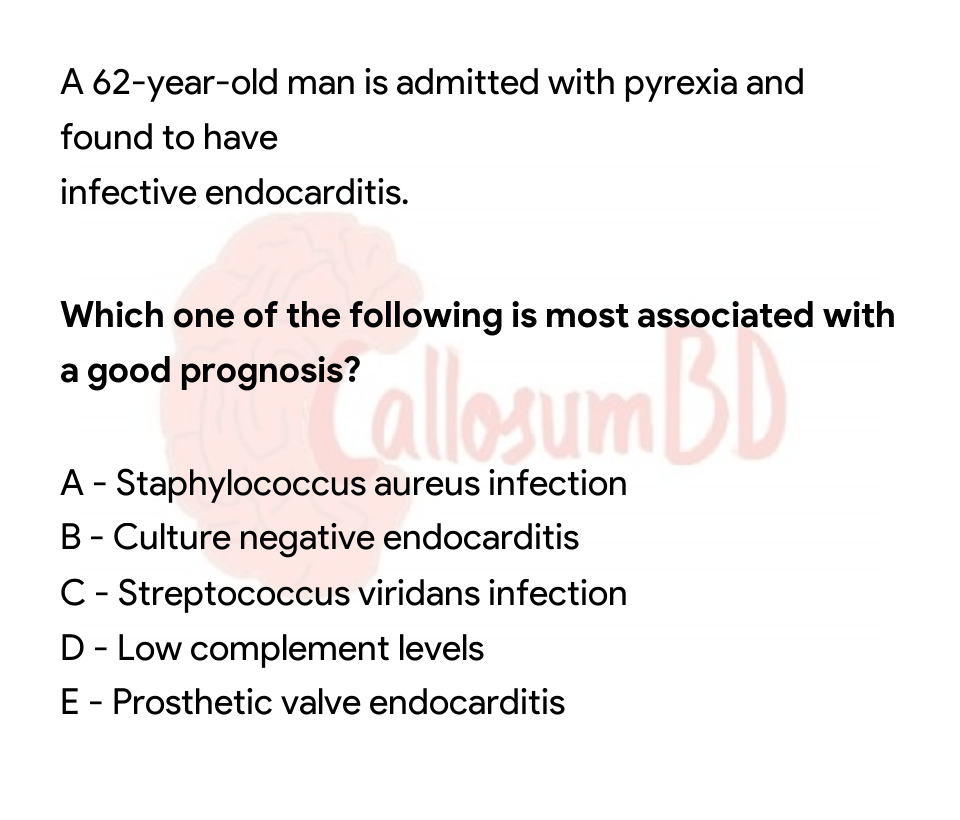 A 62-year-old man is admitted with pyrexia and
found to have
infective endocarditis.
Which one of the following is most associated with
a good prognosis?
CallosumBD
A - Staphylococcus aureus infection
B - Culture negative endocarditis
C - Streptococcus viridans infection
D - Low complement levels
E - Prosthetic valve endocarditis